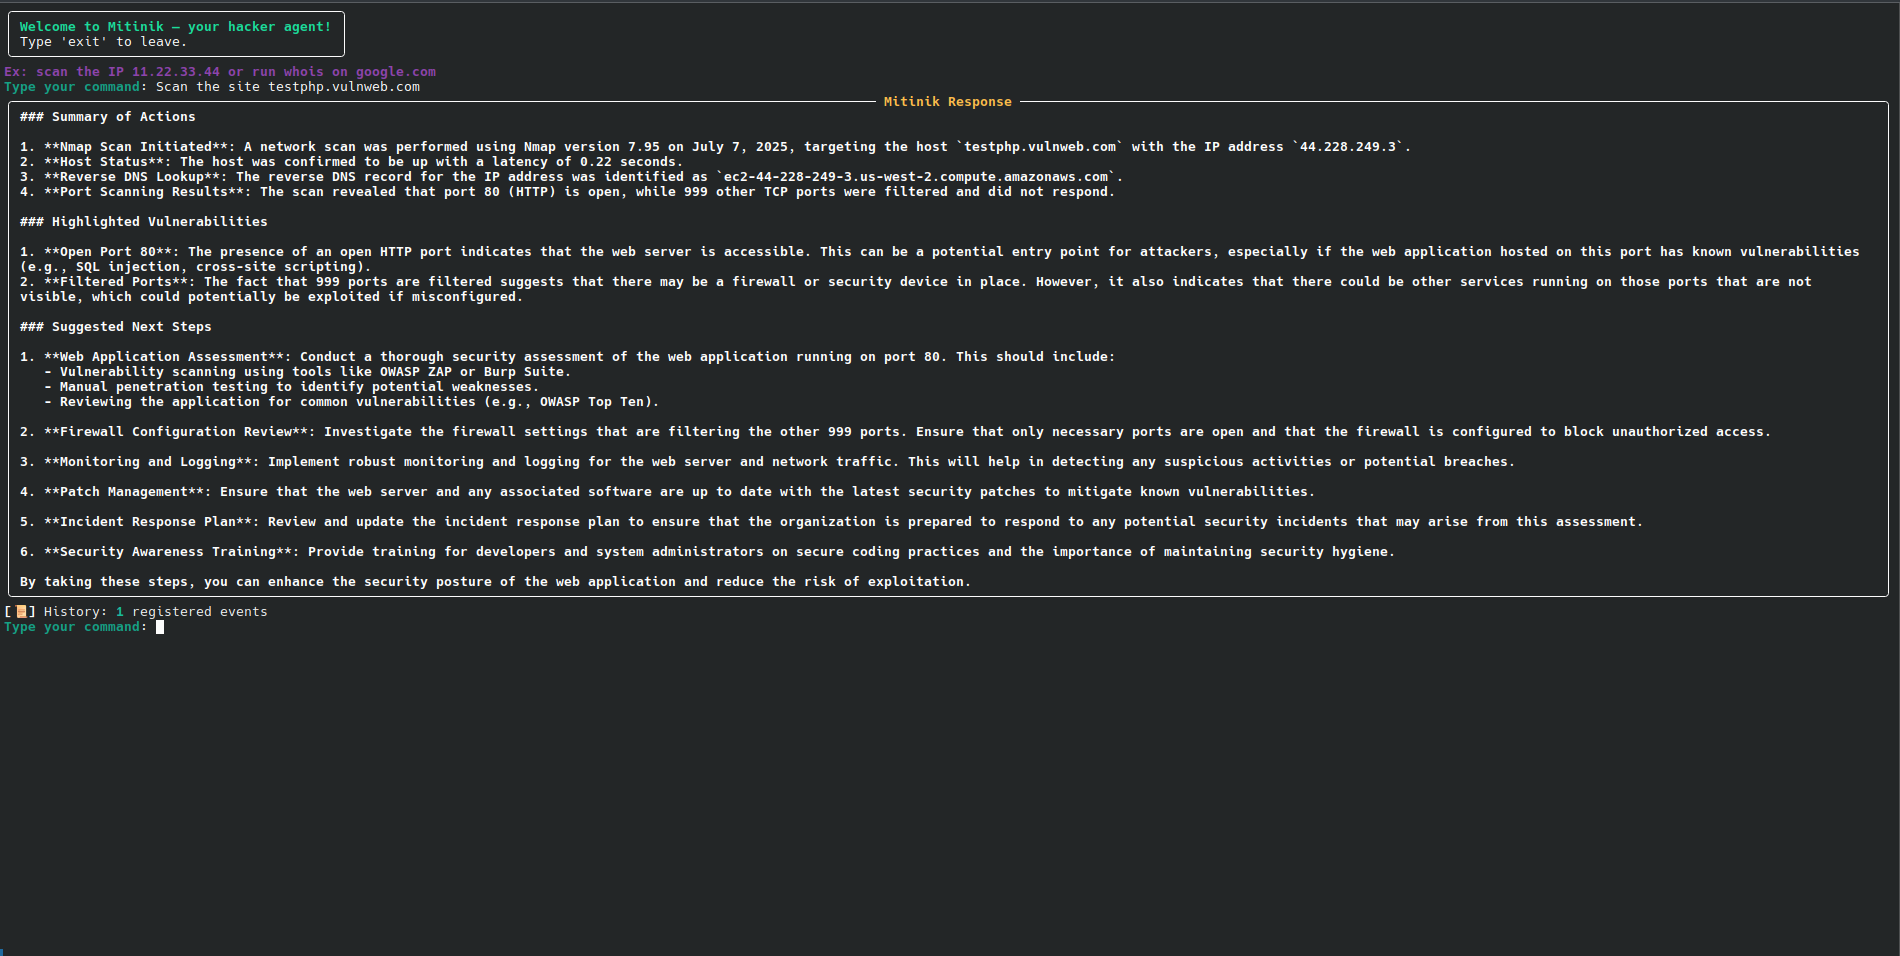 Welcome to Mitinik – your hacker agent!
Type 'exit' to leave.
Ex: scan the IP 11.22.33.44 or run whois on google.com
Type your command: Scan the site testphp.vulnweb.com
Mitinik Response
### Summary of Actions
1. **Nmap Scan Initiated**: A network scan was performed using Nmap version 7.95 on July 7, 2025, targeting the host `testphp.vulnweb.com` with the IP address `44.228.249.3`.
2. **Host Status**: The host was confirmed to be up with a latency of 0.22 seconds.
3. **Reverse DNS Lookup**: The reverse DNS record for the IP address was identified as `ec2-44-228-249-3.us-west-2.compute.amazonaws.com`.
4. **Port Scanning Results**: The scan revealed that port 80 (HTTP) is open, while 999 other TCP ports were filtered and did not respond.
### Highlighted Vulnerabilities
1. **Open Port 80**: The presence of an open HTTP port indicates that the web server is accessible. This can be a potential entry point for attackers, especially if the web application hosted on this port has known vulnerabilities
(e.g., SQL injection, cross-site scripting).
2. **Filtered Ports**: The fact that 999 ports are filtered suggests that there may be a firewall or security device in place. However, it also indicates that there could be other services running on those ports that are not
visible, which could potentially be exploited if misconfigured.
### Suggested Next Steps
1. **Web Application Assessment**: Conduct a thorough security assessment of the web application running on port 80. This should include:
- Vulnerability scanning using tools like OWASP ZAP or Burp Suite.
- Manual penetration testing to identify potential weaknesses.
- Reviewing the application for common vulnerabilities (e.g., OWASP Top Ten).
2. **Firewall Configuration Review**: Investigate the firewall settings that are filtering the other 999 ports. Ensure that only necessary ports are open and that the firewall is configured to block unauthorized access.
3. **Monitoring and Logging**: Implement robust monitoring and logging for the web server and network traffic. This will help in detecting any suspicious activities or potential breaches.
4. **Patch Management**: Ensure that the web server and any associated software are up to date with the latest security patches to mitigate known vulnerabilities.
5. **Incident Response Plan**: Review and update the incident response plan to ensure that the organization is prepared to respond to any potential security incidents that may arise from this assessment.
6. **Security Awareness Training**: Provide training for developers and system administrators on secure coding practices and the importance of maintaining security hygiene.
By taking these steps, you can enhance the security posture of the web application and reduce the risk of exploitation.
[📜] History: 1 registered events
Type your command: